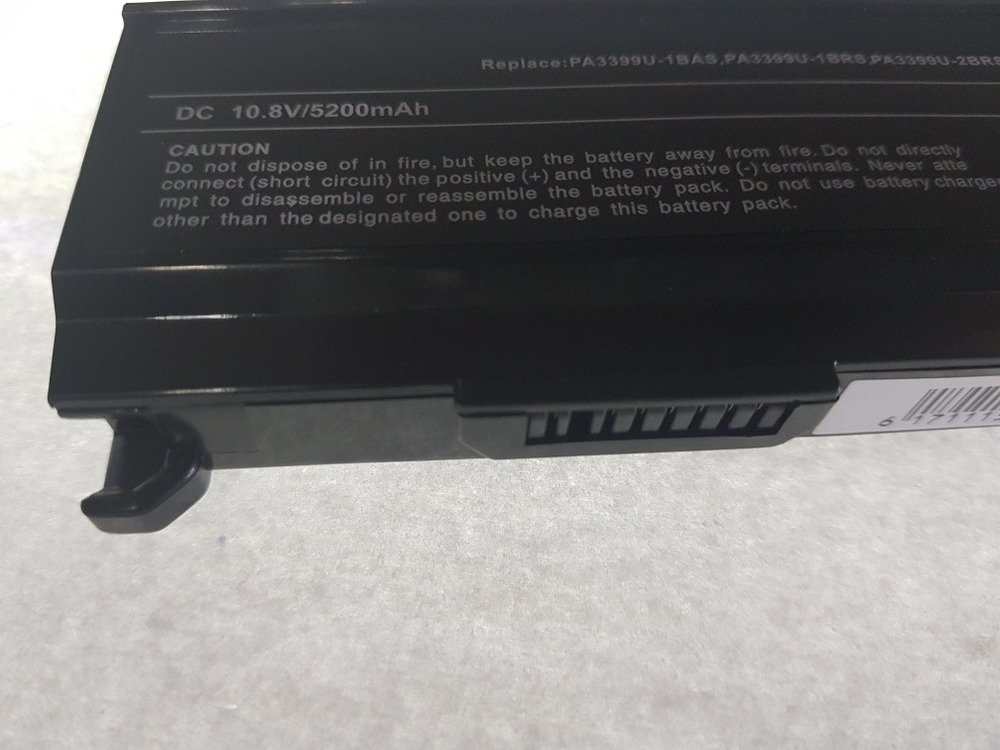 Replace:PA3399U-1BAS,PA3399U-1BRS,PA3399U-2BRS
DC 10.8V/5200mAh
CAUTION
Do not dispose of in fire, but keep the battery away from fire. Do not directly
connect (short circuit) the positive (+) and the negative (-) terminals. Never atte
mpt to disassemble or reassemble the battery pack. Do not use battery charger
other than the designated one to charge this battery pack.
6 171113